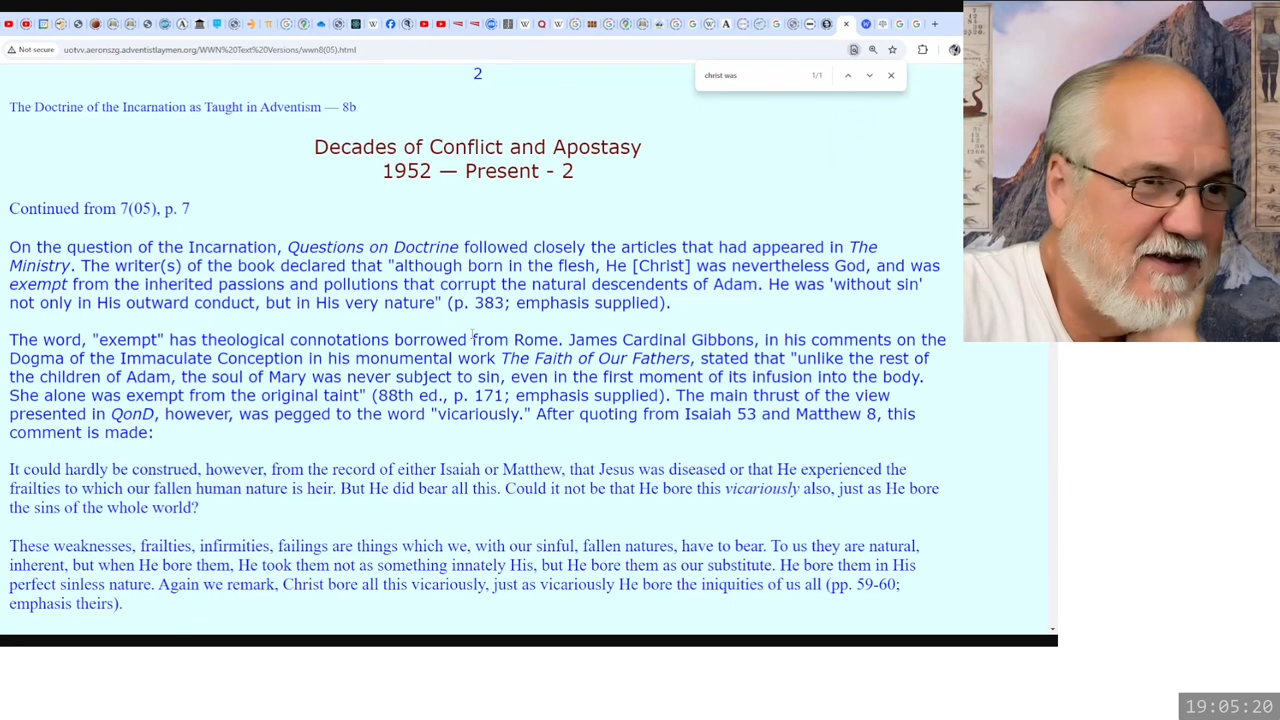 Not secure
uotvv.aeronszg.adventistlaymen.org/WWN%20Text%20Versions/wwn8(05).html
christ was 1/1
2
The Doctrine of the Incarnation as Taught in Adventism — 8b
Decades of Conflict and Apostasy
1952 — Present - 2
Continued from 7(05), p. 7
On the question of the Incarnation, Questions on Doctrine followed closely the articles that had appeared in The
Ministry. The writer(s) of the book declared that "although born in the flesh, He [Christ] was nevertheless God, and was
exempt from the inherited passions and pollutions that corrupt the natural descendents of Adam. He was 'without sin'
not only in His outward conduct, but in His very nature" (p. 383; emphasis supplied).
The word, "exempt" has theological connotations borrowed from Rome. James Cardinal Gibbons, in his comments on the
Dogma of the Immaculate Conception in his monumental work The Faith of Our Fathers, stated that "unlike the rest of
the children of Adam, the soul of Mary was never subject to sin, even in the first moment of its infusion into the body.
She alone was exempt from the original taint" (88th ed., p. 171; emphasis supplied). The main thrust of the view
presented in QonD, however, was pegged to the word "vicariously." After quoting from Isaiah 53 and Matthew 8, this
comment is made:
It could hardly be construed, however, from the record of either Isaiah or Matthew, that Jesus was diseased or that He experienced the
frailties to which our fallen human nature is heir. But He did bear all this. Could it not be that He bore this vicariously also, just as He bore
the sins of the whole world?
These weaknesses, frailties, infirmities, failings are things which we, with our sinful, fallen natures, have to bear. To us they are natural,
inherent, but when He bore them, He took them not as something innately His, but He bore them as our substitute. He bore them in His
perfect sinless nature. Again we remark, Christ bore all this vicariously, just as vicariously He bore the iniquities of us all (pp. 59-60;
emphasis theirs).
19:05:20